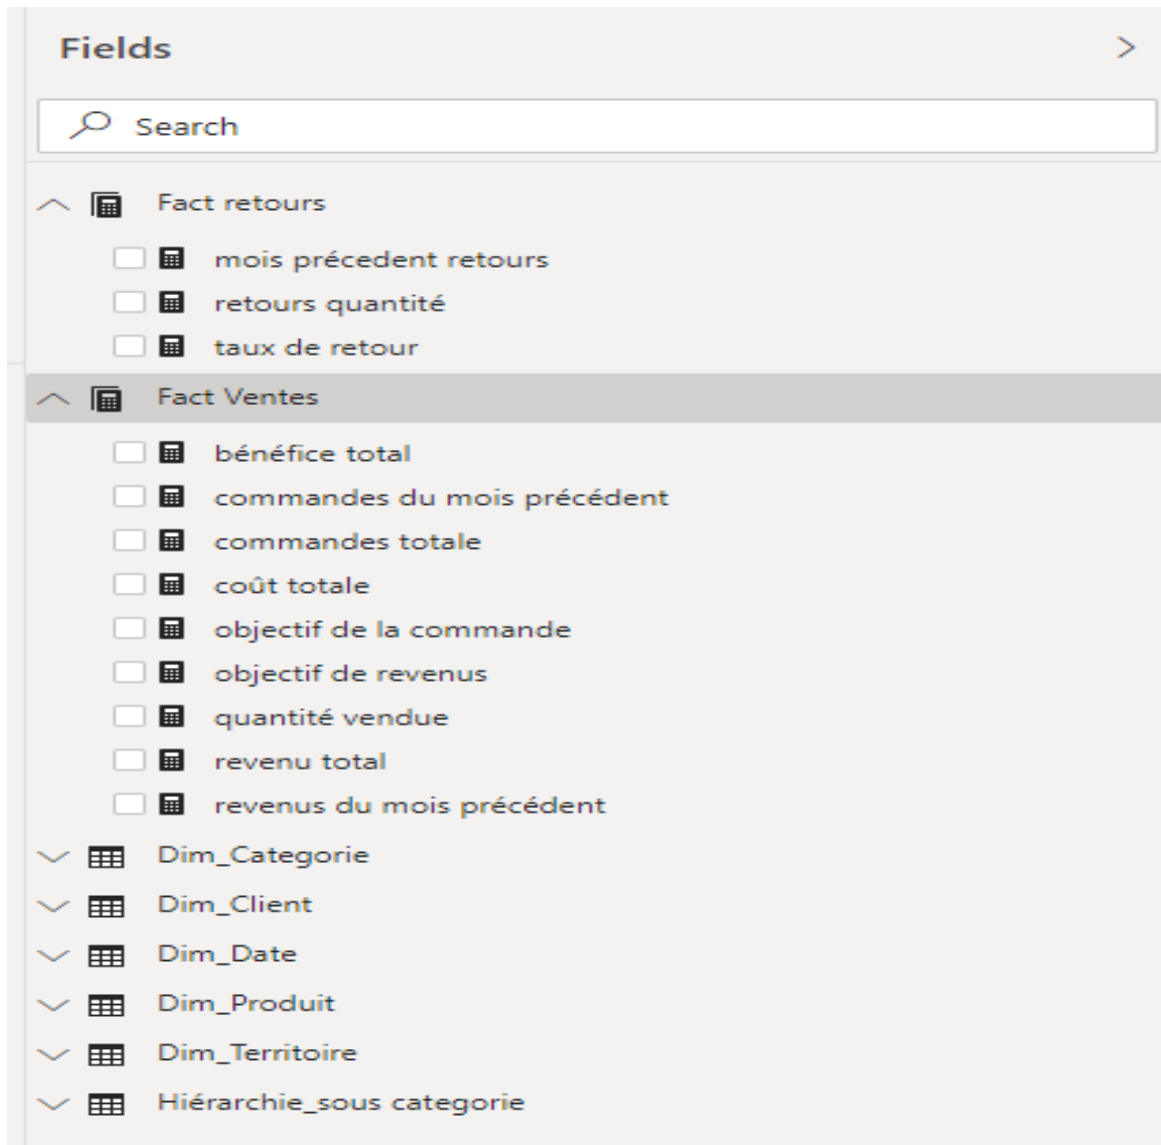 Fields
Search
Fact retours
mois précedent retours
retours quantité
taux de retour
Fact Ventes
bénéfice total
commandes du mois précédent
commandes totale
coût totale
objectif de la commande
objectif de revenus
quantité vendue
revenu total
revenus du mois précédent
Dim_Categorie
Dim_Client
Dim_Date
Dim_Produit
Dim_Territoire
Hiérarchie_sous categorie